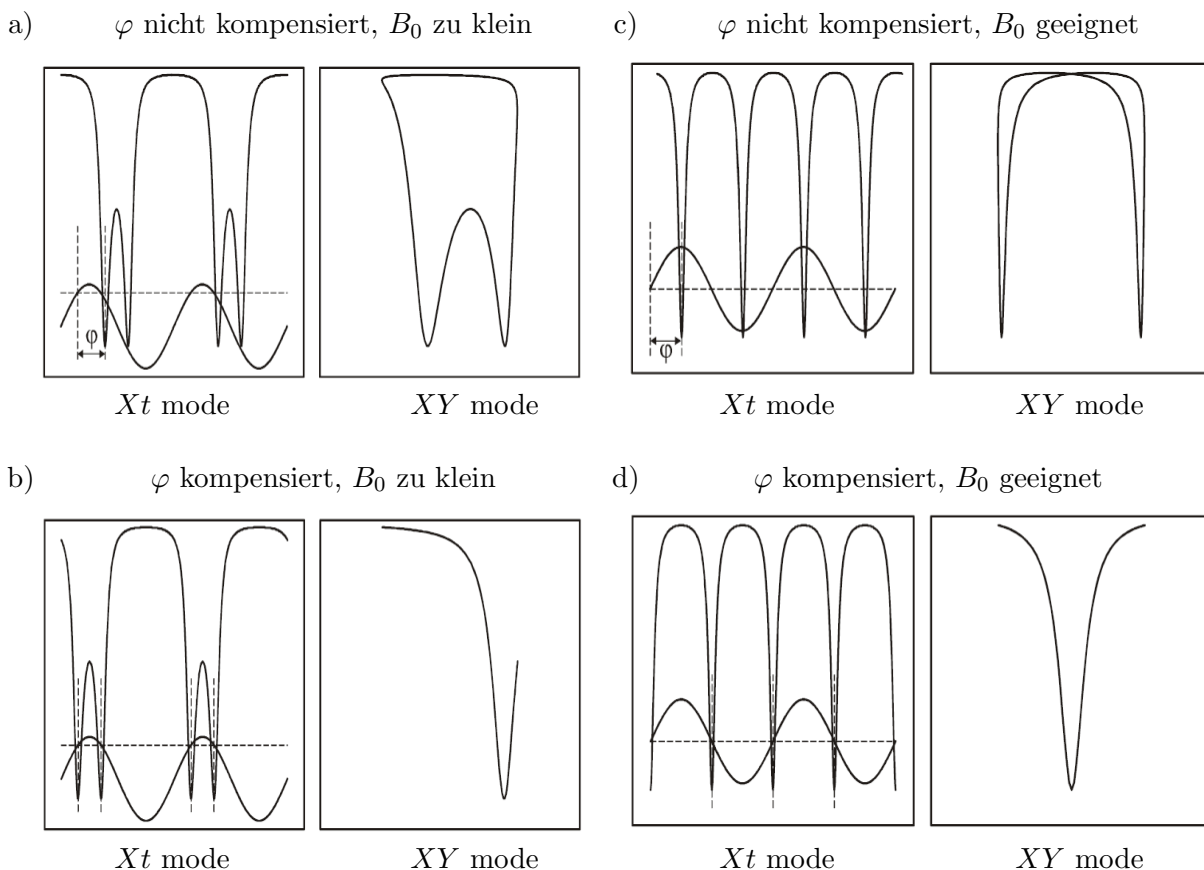 a) φ nicht kompensiert, B₀ zu klein
φ
Xt mode XY mode
c) φ nicht kompensiert, B₀ geeignet
φ
Xt mode XY mode
b) φ kompensiert, B₀ zu klein
Xt mode XY mode
d) φ kompensiert, B₀ geeignet
Xt mode XY mode